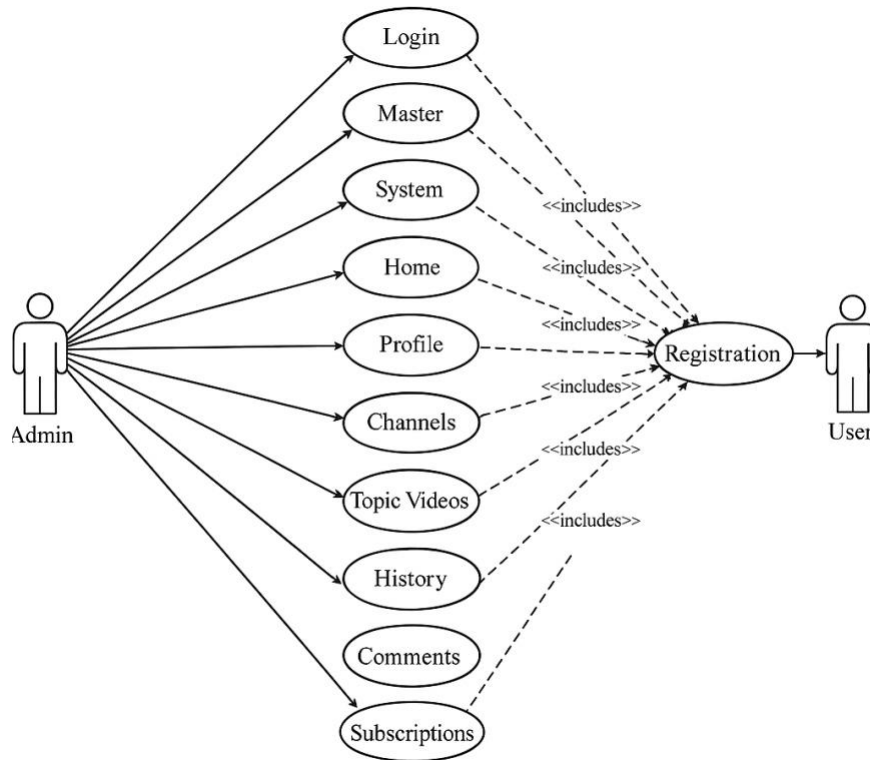 Login
Master
System
<<includes>>
<<includes>>
Home
<<includes>>
Profile
Registration
Channels
<<includes>>
Admin
User
<<includes>>
Topic Videos
<<includes>>
History
Comments
Subscriptions